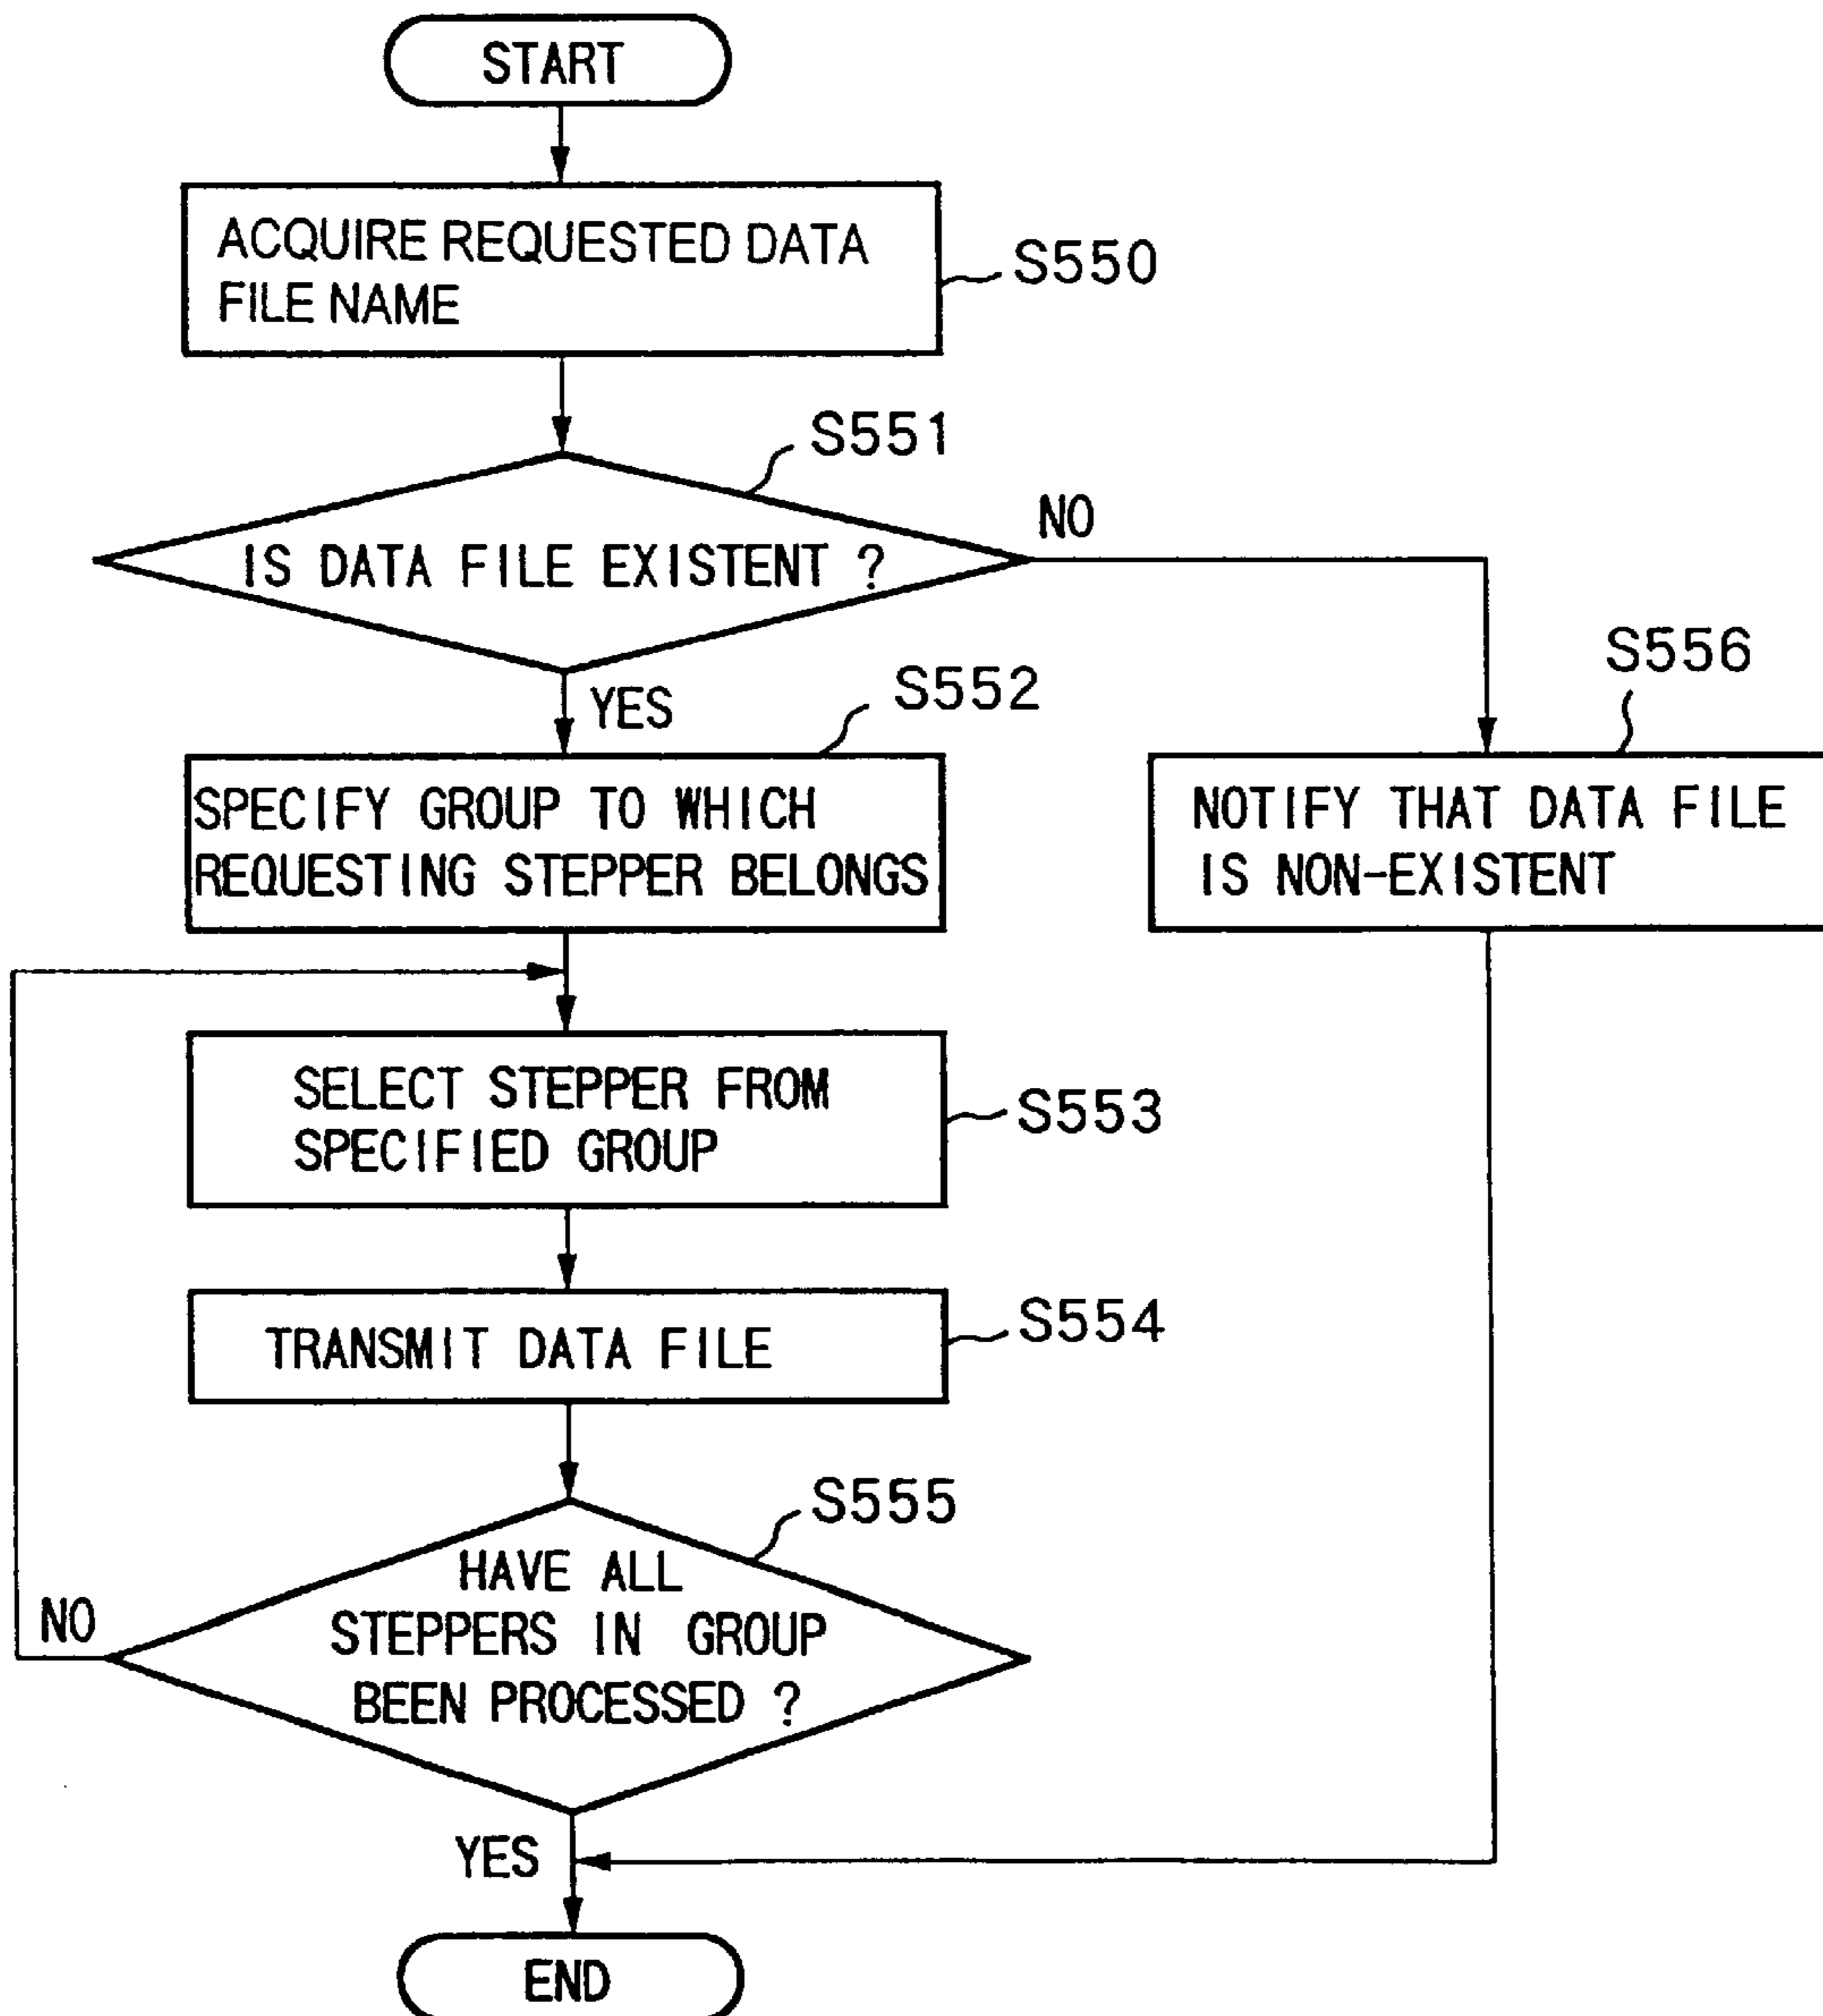 START
ACQUIRE REQUESTED DATA
FILE NAME
S550
S551
IS DATA FILE EXISTENT ?
NO
YES
S552
S556
SPECIFY GROUP TO WHICH
REQUESTING STEPPER BELONGS
NOTIFY THAT DATA FILE
IS NON-EXISTENT
SELECT STEPPER FROM
SPECIFIED GROUP
S553
TRANSMIT DATA FILE
S554
S555
HAVE ALL
STEPPERS IN GROUP
BEEN PROCESSED ?
NO
YES
END